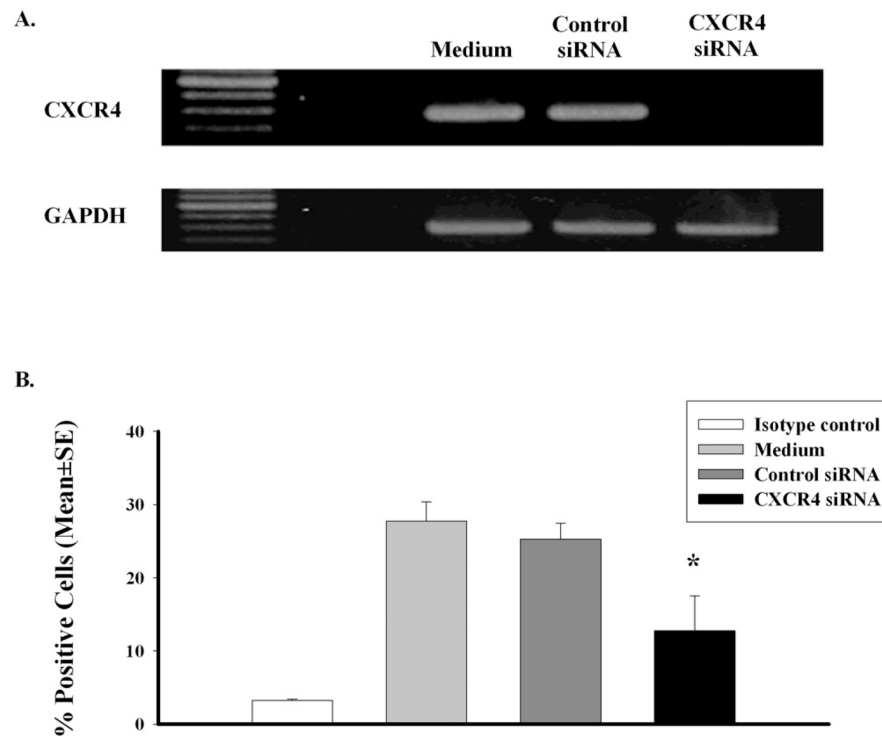 A.
Medium
Control
siRNA
CXCR4
siRNA
CXCR4
GAPDH
B.
% Positive Cells (Mean±SE)
40
30
20
10
0
*
Isotype control
Medium
Control siRNA
CXCR4 siRNA